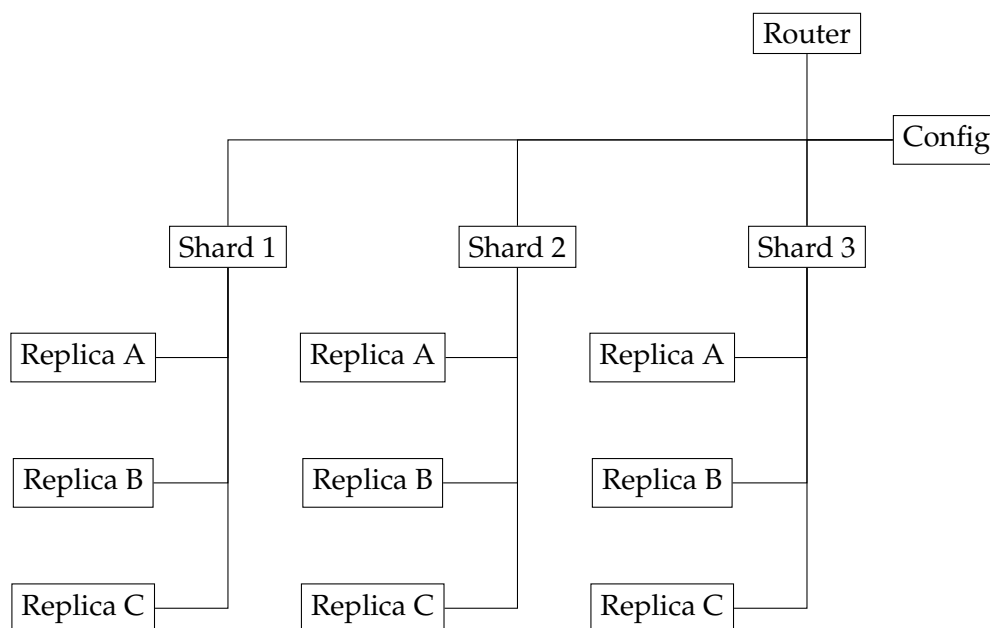 Router
Config
Shard 1
Shard 2
Shard 3
Replica A
Replica A
Replica A
Replica B
Replica B
Replica B
Replica C
Replica C
Replica C